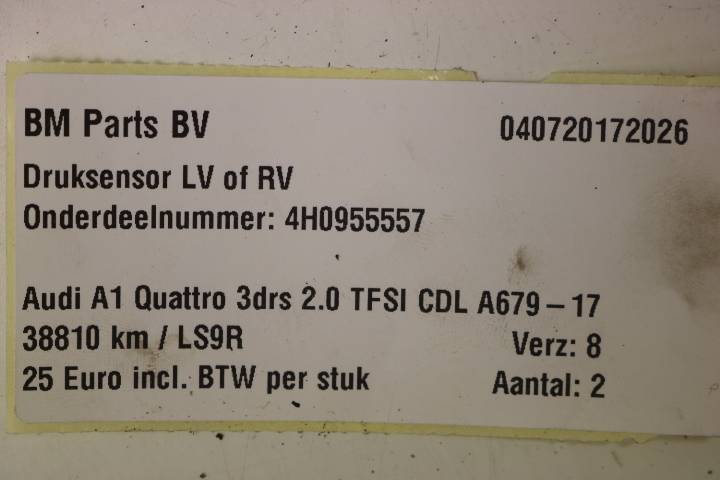 BM Parts BV 040720172026
Druksensor LV of RV
Onderdeelnummer: 4H0955557
Audi A1 Quattro 3drs 2.0 TFSI CDL A679-17
38810 km / LS9R Verz: 8
25 Euro incl. BTW per stuk Aantal: 2